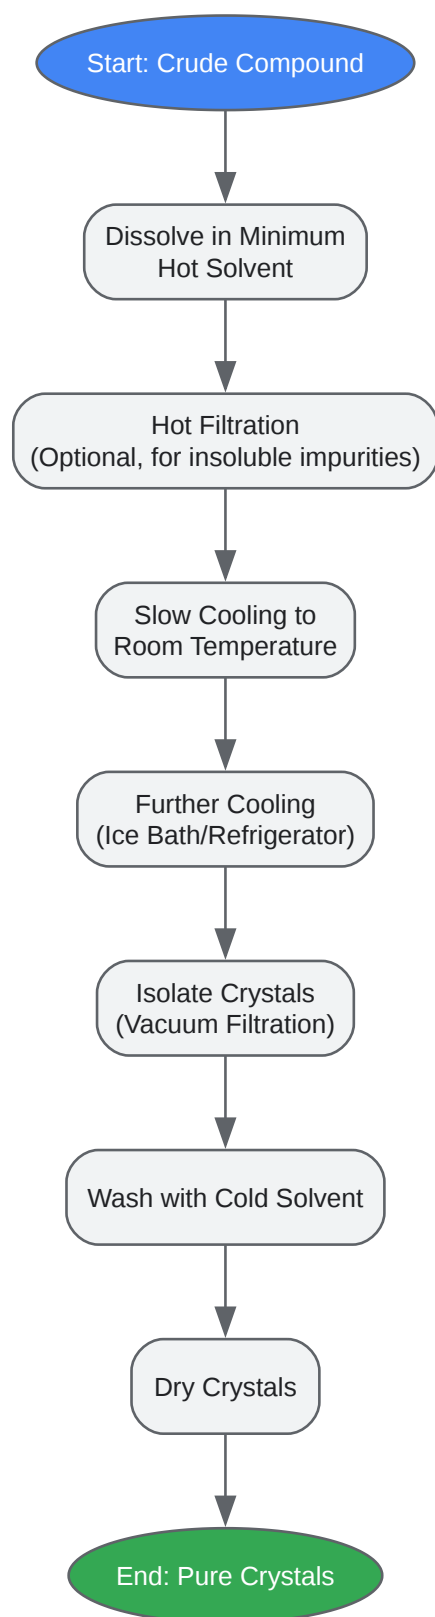 Start: Crude Compound
Dissolve in Minimum
Hot Solvent
Hot Filtration
(Optional, for insoluble impurities)
Slow Cooling to
Room Temperature
Further Cooling
(Ice Bath/Refrigerator)
Isolate Crystals
(Vacuum Filtration)
Wash with Cold Solvent
Dry Crystals
End: Pure Crystals